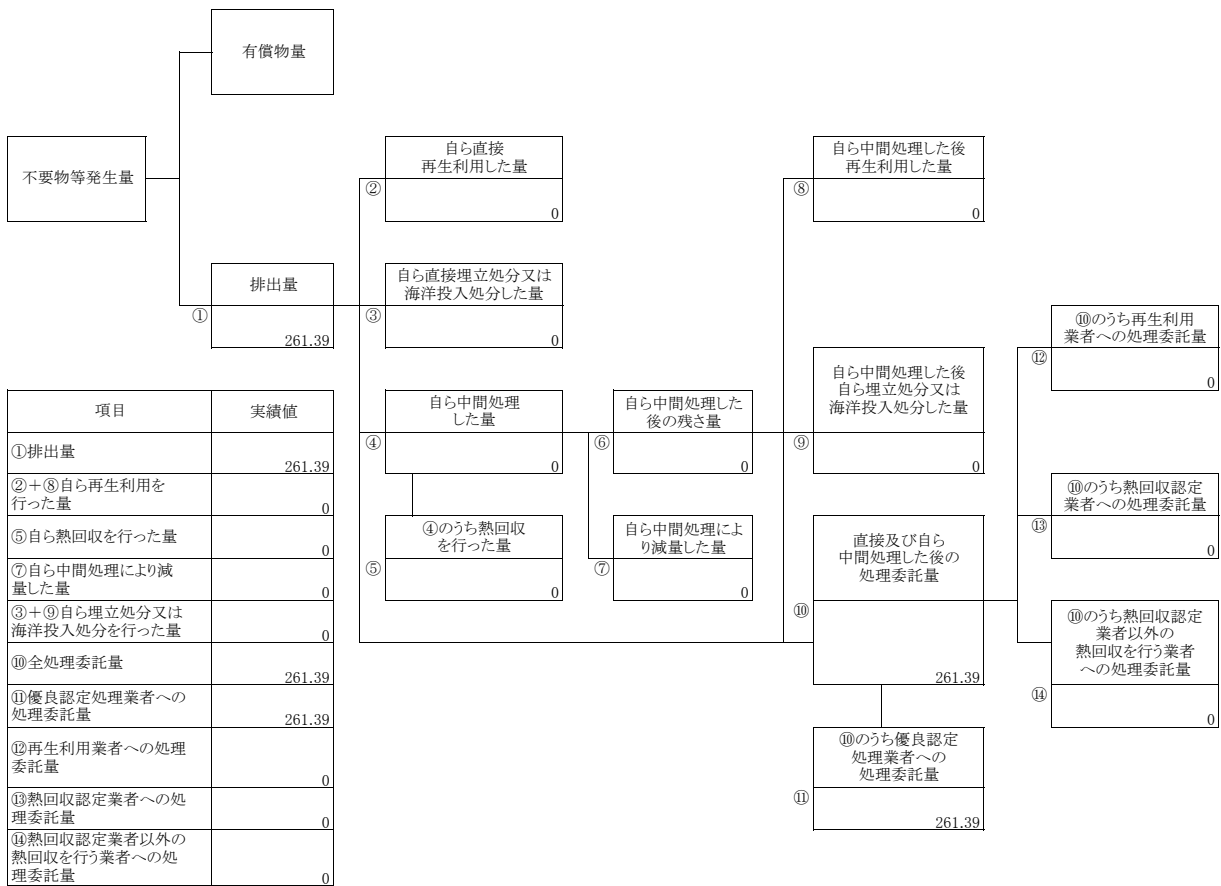 有償物量
不要物等発生量
自ら直接
再生利用した量
②
0
自ら中間処理した後
再生利用した量
⑧
0
排出量
①
261.39
自ら直接埋立処分又は
海洋投入処分した量
③
0
⑩のうち再生利用
業者への処理委託量
⑫
0
自ら中間処理
した量
④
0
自ら中間処理した
後の残さ量
⑥
0
自ら中間処理した後
自ら埋立処分又は
海洋投入処分した量
⑨
0
⑩のうち熱回収認定
業者への処理委託量
⑬
0
④のうち熱回収
を行った量
⑤
0
自ら中間処理によ
り減量した量
⑦
0
直接及び自ら
中間処理した後の
処理委託量
⑩
261.39
⑩のうち熱回収認定
業者以外の
熱回収を行う業者
への処理委託量
⑭
0
⑩のうち優良認定
処理業者への
処理委託量
⑪
261.39
項目 実績値
①排出量
261.39
②+⑧自ら再生利用を
行った量
0
⑤自ら熱回収を行った量
0
⑦自ら中間処理により減
量した量
0
③+⑨自ら埋立処分又は
海洋投入処分を行った量
0
⑩全処理委託量
261.39
⑪優良認定処理業者への
処理委託量
261.39
⑫再生利用業者への処理
委託量
0
⑬熱回収認定業者への処
理委託量
0
⑭熱回収認定業者以外の
熱回収を行う業者への処
理委託量
0